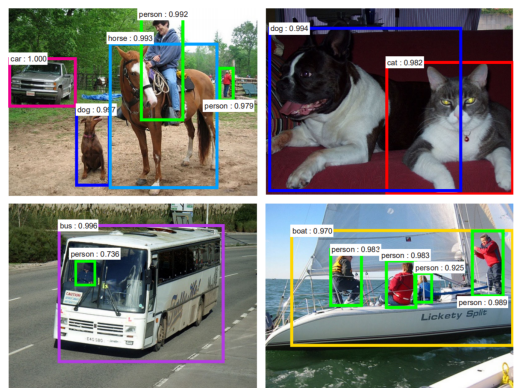 person : 0.992
horse : 0.993
car : 1.000
person : 0.979
dog : 0.997
dog : 0.994
cat : 0.982
bus : 0.996
person : 0.736
boat : 0.970
person : 0.983
person : 0.983
person : 0.925
person : 0.989
Lickety Split